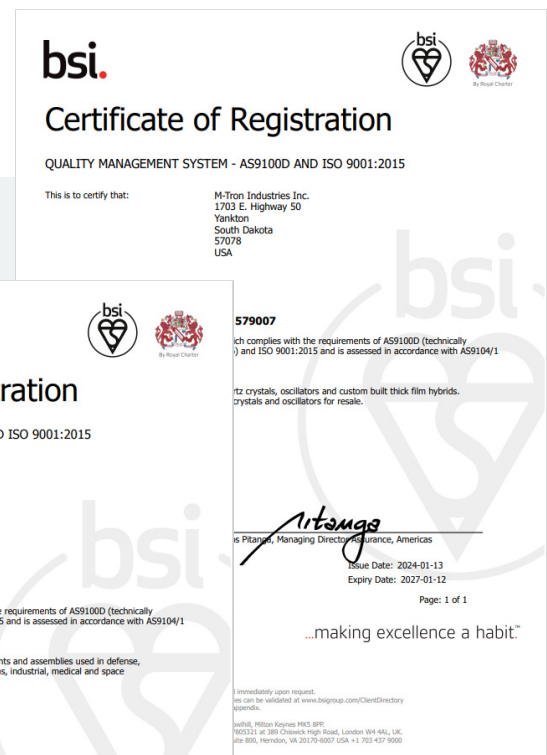 bsi.
bsi
By Royal Charter
Certificate of Registration
QUALITY MANAGEMENT SYSTEM - AS9100D AND ISO 9001:2015
This is to certify that:
M-Tron Industries Inc.
1703 E. Highway 50
Yankton
South Dakota
57078
USA
bsi
579007
ich complies with the requirements of AS9100D (technically
) and ISO 9001:2015 and is assessed in accordance with AS9104/1
rtz crystals, oscillators and custom built thick film hybrids.
crystals and oscillators for resale.
s Pitanga, Managing Director Assurance, Americas
Issue Date: 2024-01-13
Expiry Date: 2027-01-12
Page: 1 of 1
...making excellence a habit.™
immediately upon request.
es can be validated at www.bsigroup.com/ClientDirectory
appendix.
owlhill, Milton Keynes MK5 8PP.
7805321 at 389 Chiswick High Road, London W4 4AL, UK.
ite 800, Herndon, VA 20170-6007 USA +1 703 437 9000
bsi
By Royal Charter
ration
D ISO 9001:2015
bsi
e requirements of AS9100D (technically
5 and is assessed in accordance with AS9104/1
nts and assemblies used in defense,
s, industrial, medical and space